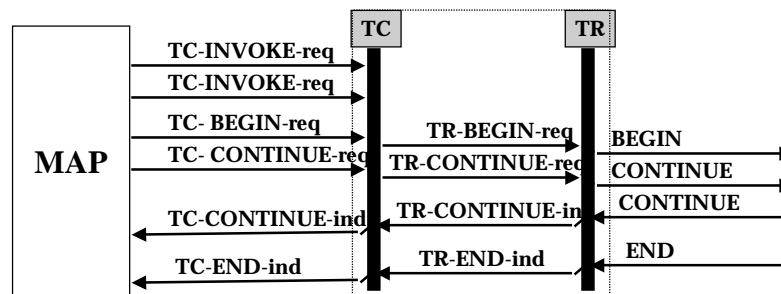 TC TR
TC-INVOKE-req
TC-INVOKE-req
TC- BEGIN-req TR-BEGIN-req BEGIN
MAP TC- CONTINUE-req TR-CONTINUE-req CONTINUE
TC-CONTINUE-ind TR-CONTINUE-in CONTINUE
TC-END-ind TR-END-ind END